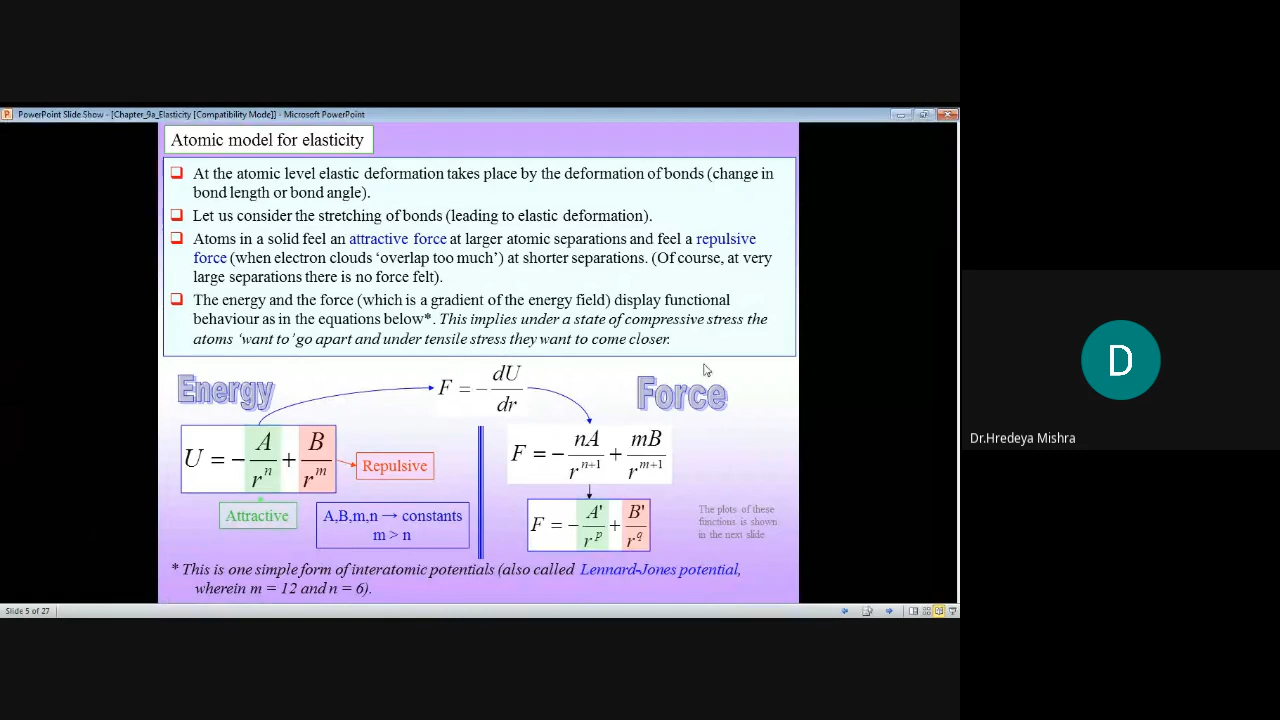 PowerPoint Slide Show - [Chapter_9a_Elasticity [Compatibility Mode]] - Microsoft PowerPoint
Atomic model for elasticity
❑ At the atomic level elastic deformation takes place by the deformation of bonds (change in
bond length or bond angle).
❑ Let us consider the stretching of bonds (leading to elastic deformation).
❑ Atoms in a solid feel an attractive force at larger atomic separations and feel a repulsive
force (when electron clouds ‘overlap too much’) at shorter separations. (Of course, at very
large separations there is no force felt).
❑ The energy and the force (which is a gradient of the energy field) display functional
behaviour as in the equations below*. This implies under a state of compressive stress the
atoms ‘want to’ go apart and under tensile stress they want to come closer.
Energy
F = − dU/dr
Force
U = − A/r^n + B/r^m
Repulsive
Attractive
A,B,m,n → constants
m > n
F = − nA/r^(n+1) + mB/r^(m+1)
F = − A'/r^p + B'/r^q
The plots of these
functions is shown
in the next slide
* This is one simple form of interatomic potentials (also called Lennard-Jones potential,
wherein m = 12 and n = 6).
Slide 5 of 27
D
Dr.Hredeya Mishra